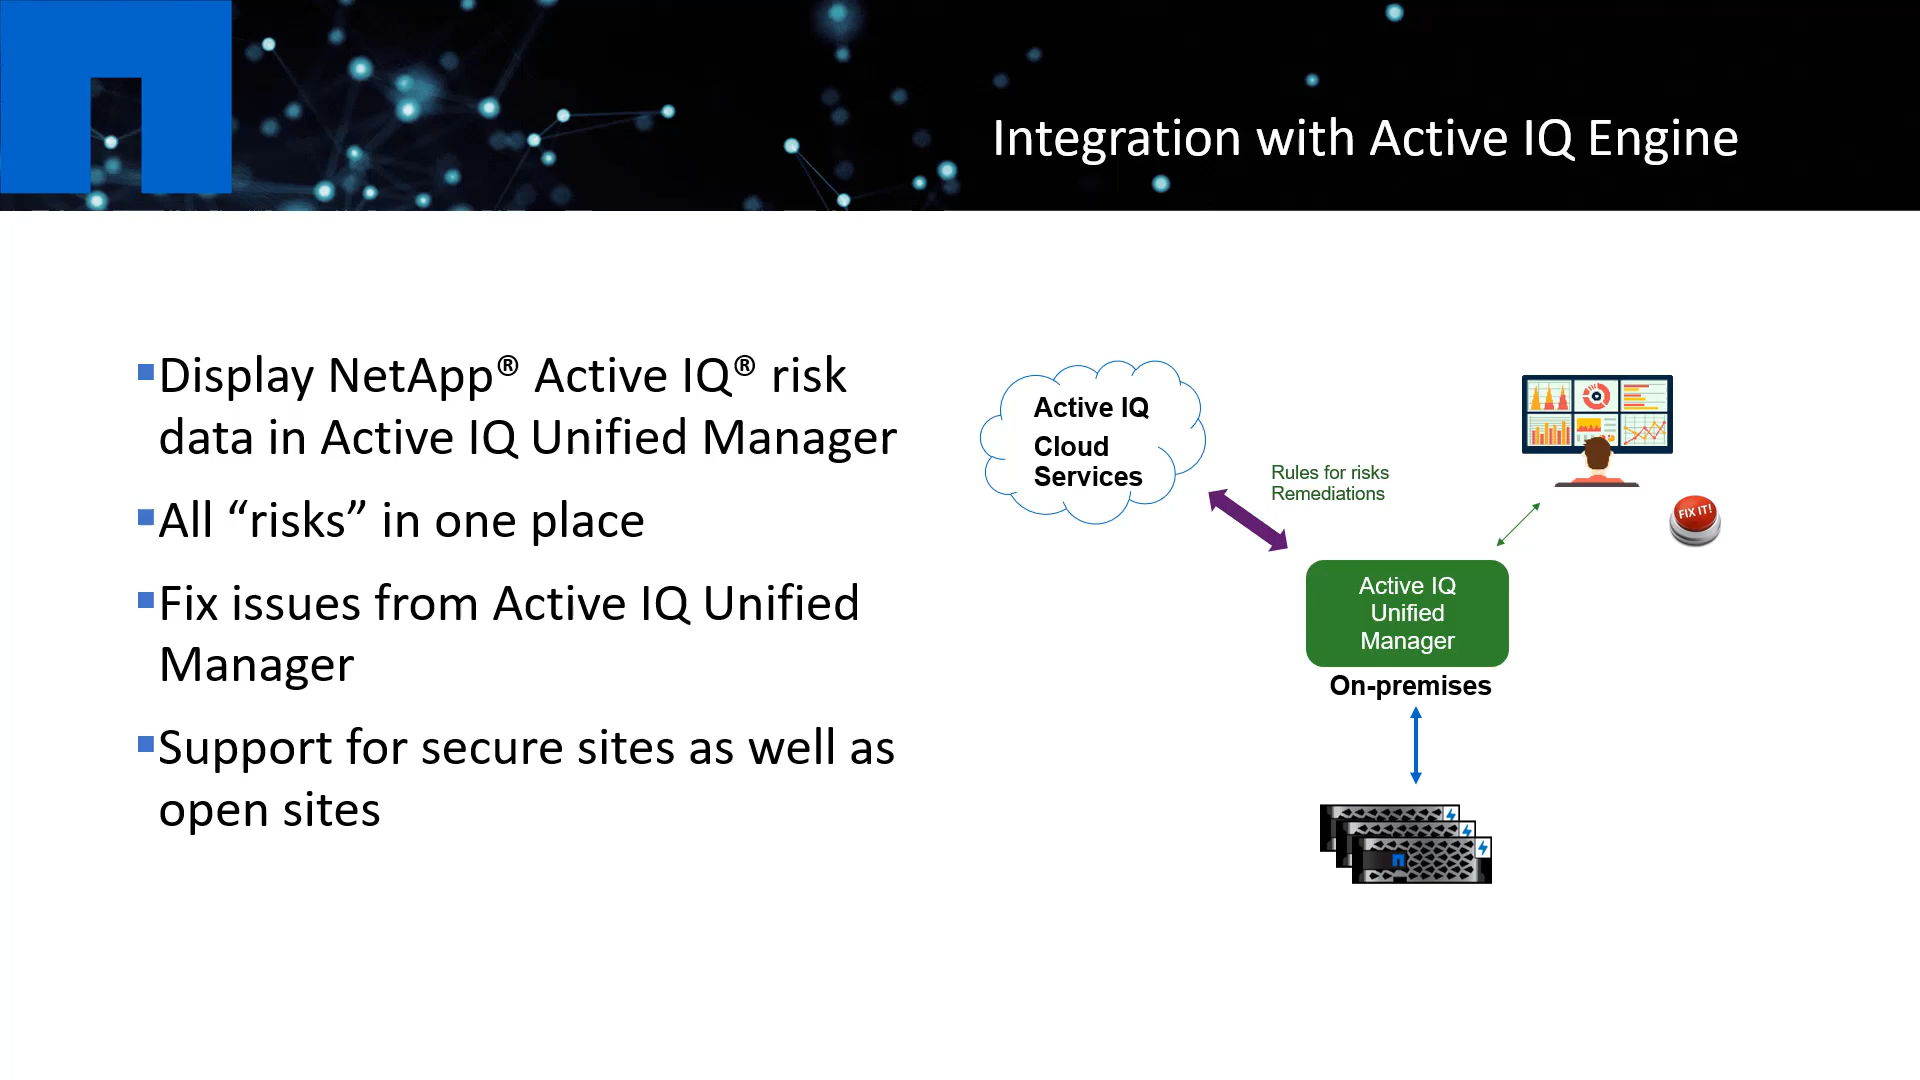 Integration with Active IQ Engine
Display NetApp® Active IQ® risk
data in Active IQ Unified Manager
All “risks” in one place
Fix issues from Active IQ Unified
Manager
Support for secure sites as well as
open sites
Active IQ
Cloud
Services
Rules for risks
Remediations
FIX IT!
Active IQ
Unified
Manager
On-premises